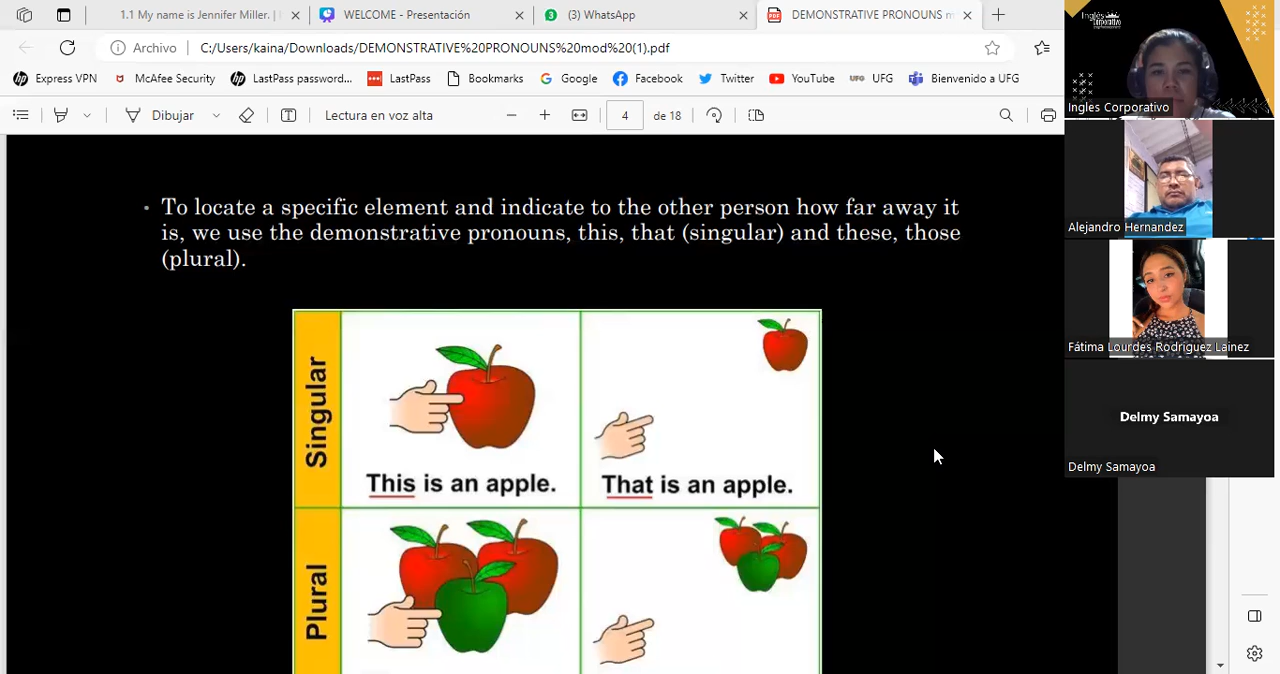 1.1 My name is Jennifer Miller.
WELCOME - Presentación
3
(3) WhatsApp
PDF
DEMONSTRATIVE PRONOUNS m
Archivo
C:/Users/kaina/Downloads/DEMONSTRATIVE%20PRONOUNS%20mod%20(1).pdf
Express VPN
McAfee Security
LastPass password...
LastPass
Bookmarks
Google
Facebook
Twitter
YouTube
UFG
UFG
Bienvenido a UFG
Dibujar
Lectura en voz alta
4
de 18
• To locate a specific element and indicate to the other person how far away it
is, we use the demonstrative pronouns, this, that (singular) and these, those
(plural).
Singular
This is an apple.
That is an apple.
Plural
Inglés
Corporativo
Ingles Corporativo
Alejandro Hernandez
Fátima Lourdes Rodriguez Lainez
Delmy Samayoa
Delmy Samayoa